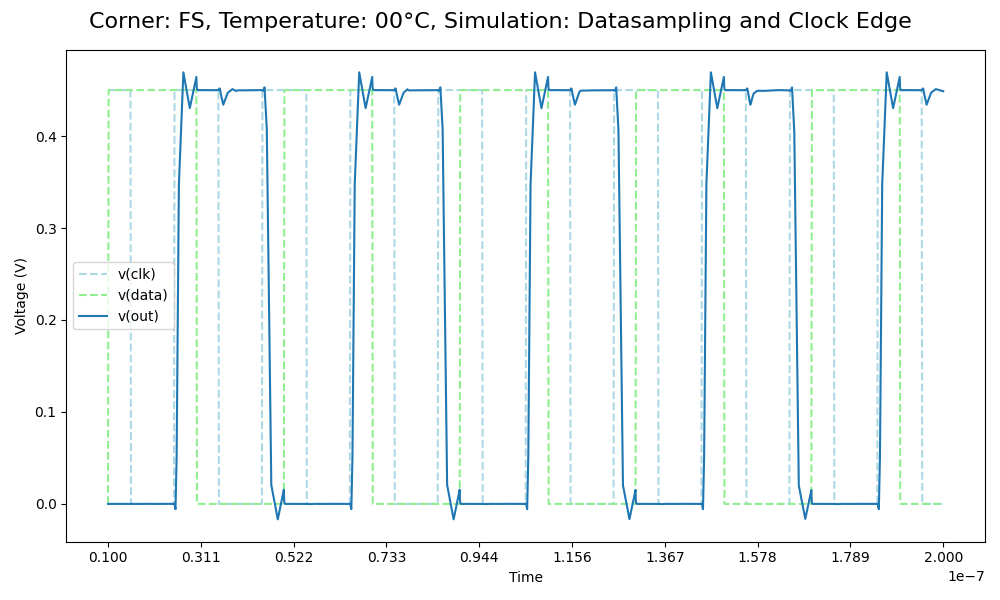 Corner: FS, Temperature: 00°C, Simulation: Datasampling and Clock Edge
Voltage (V)
0.4
0.3
0.2
0.1
0.0
v(clk)
v(data)
v(out)
0.100 0.311 0.522 0.733 0.944 1.156 1.367 1.578 1.789 2.000
Time
1e−7